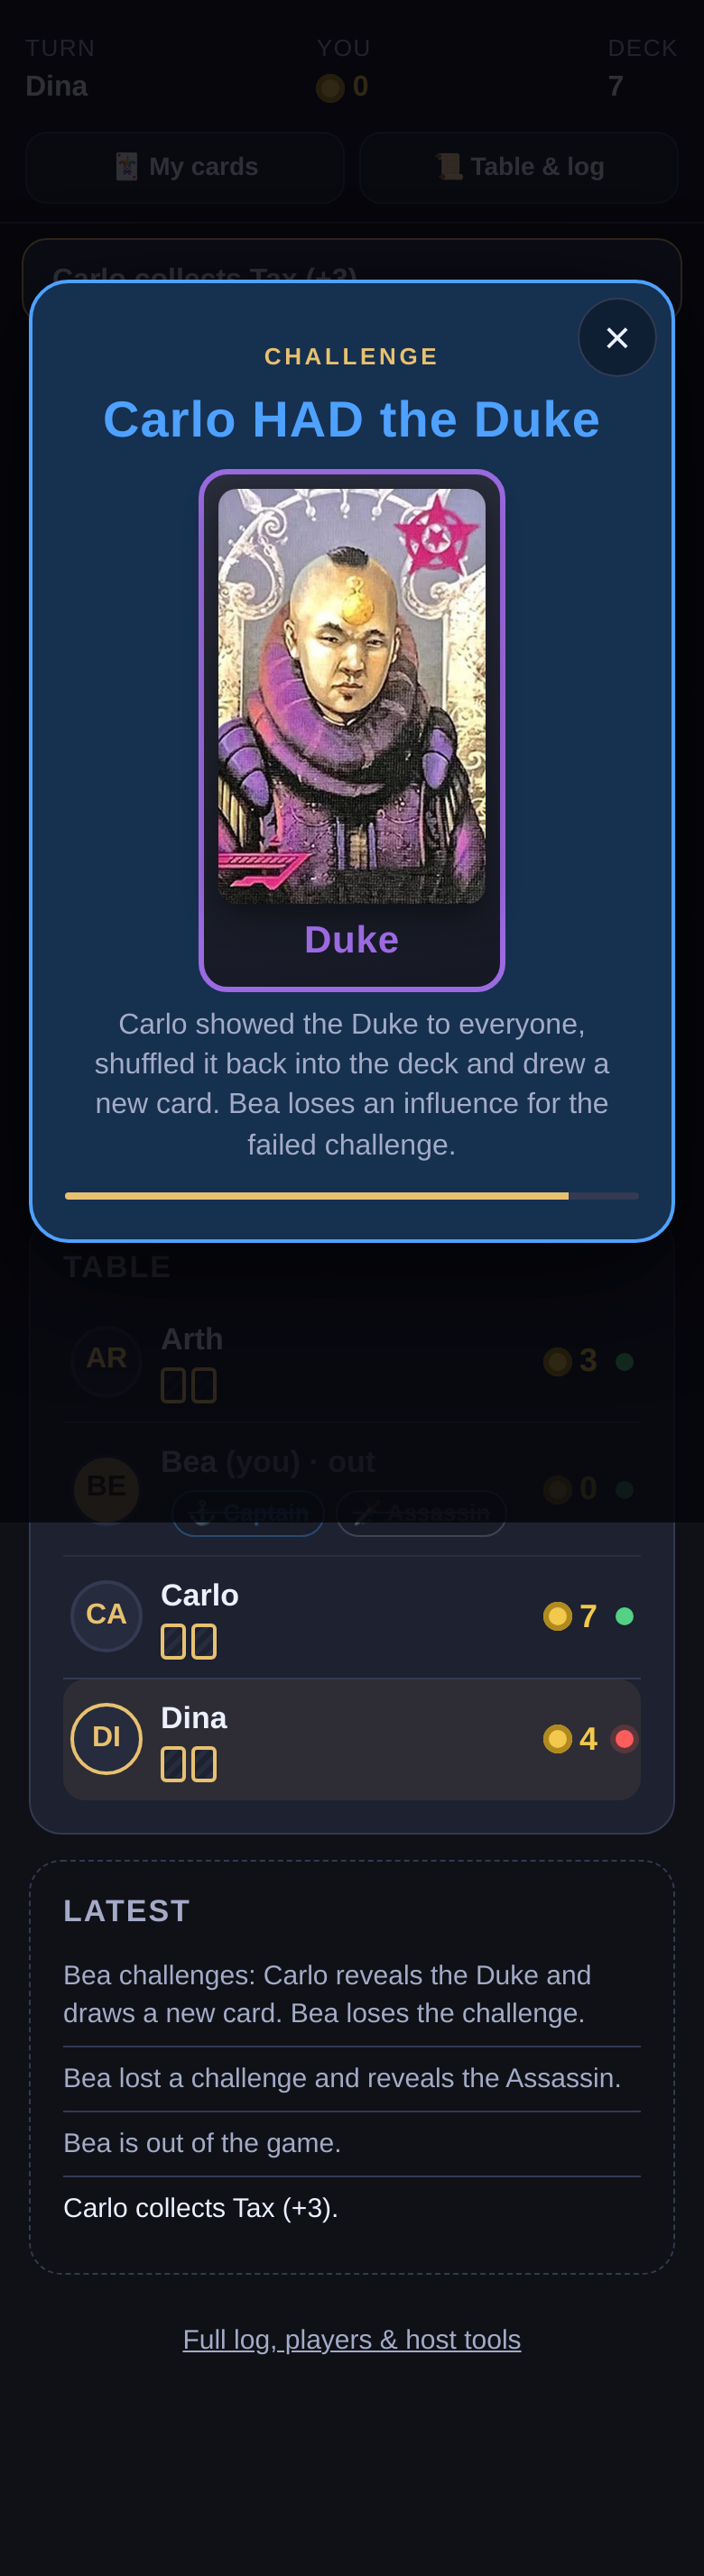 TURN
YOU
DECK
Dina
0
7
🃏 My cards
📜 Table & log
Carlo collects Tax (+3)
×
CHALLENGE
Carlo HAD the Duke
Duke
Carlo showed the Duke to everyone,
shuffled it back into the deck and drew a
new card. Bea loses an influence for the
failed challenge.
TABLE
AR
Arth
3
BE
Bea (you) · out
0
Captain
Assassin
CA
Carlo
7
DI
Dina
4
LATEST
Bea challenges: Carlo reveals the Duke and
draws a new card. Bea loses the challenge.
Bea lost a challenge and reveals the Assassin.
Bea is out of the game.
Carlo collects Tax (+3).
Full log, players & host tools